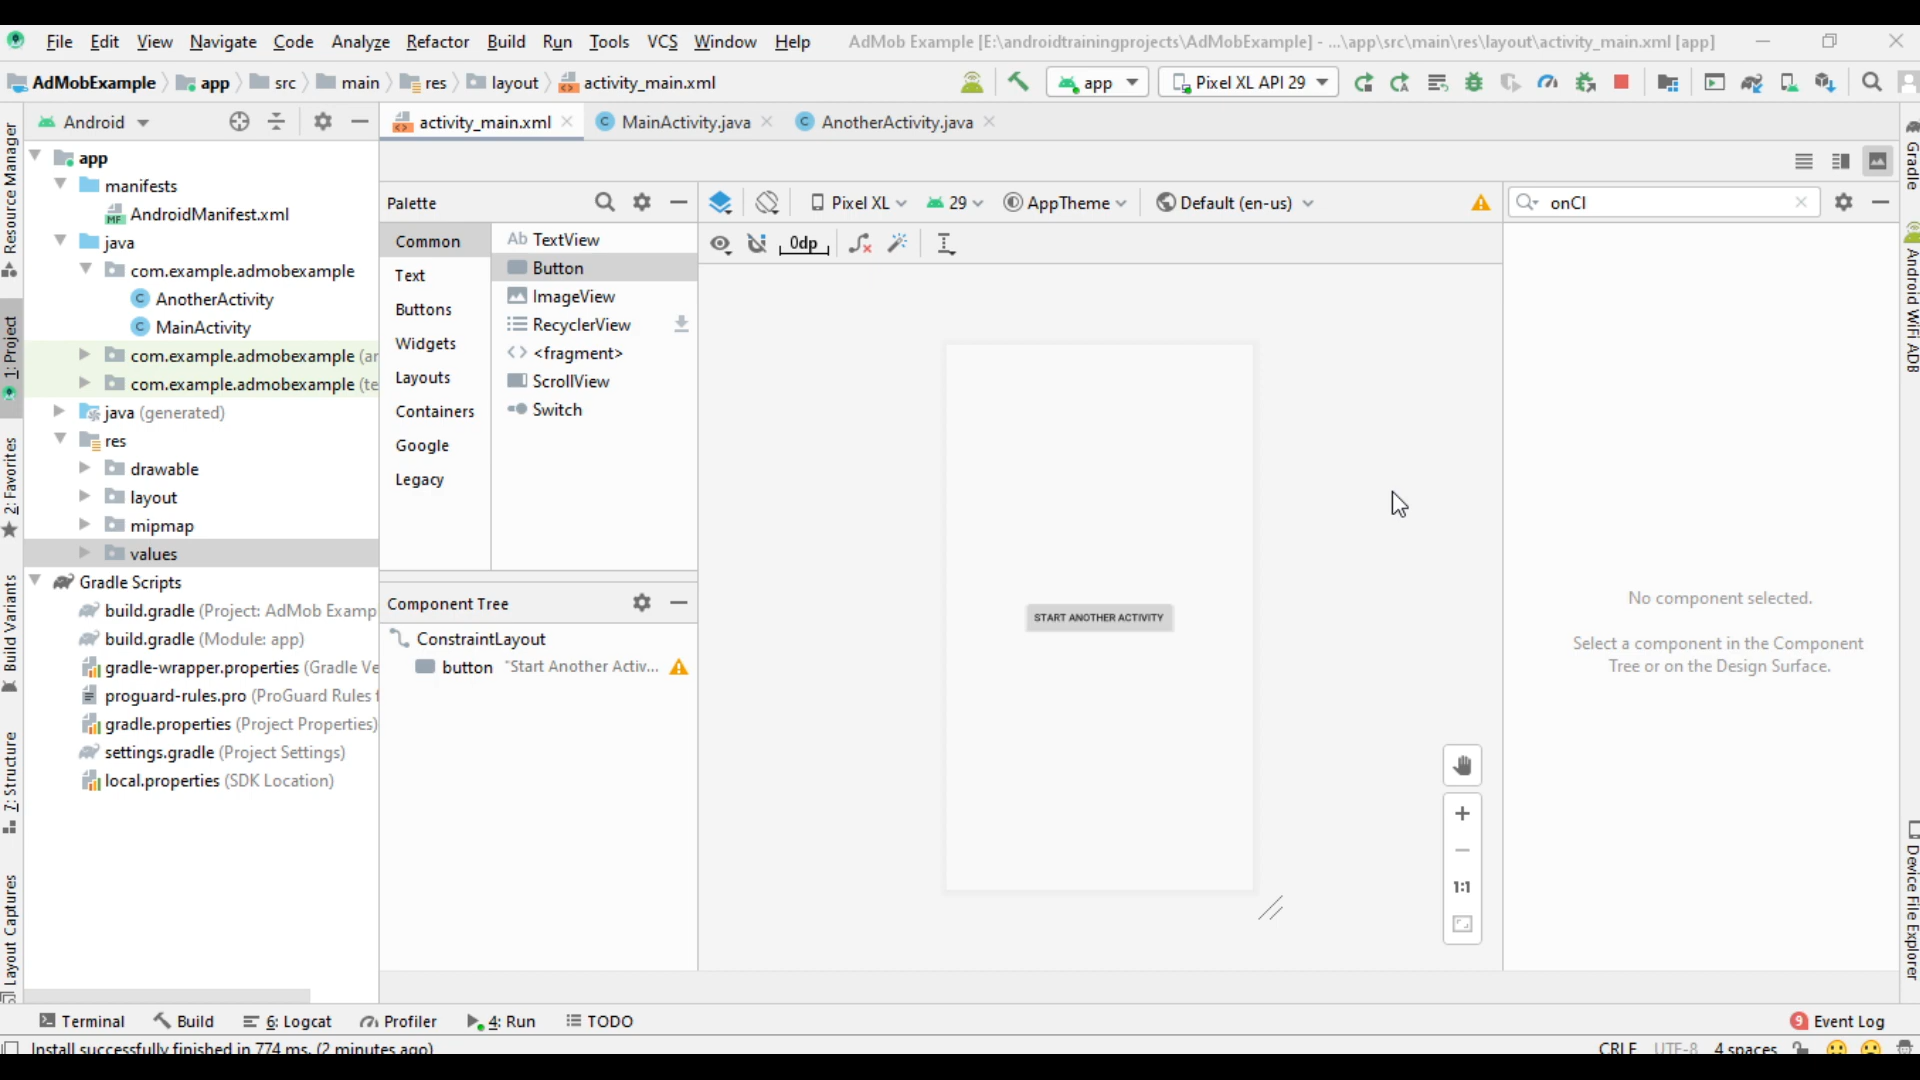 File Edit View Navigate Code Analyze Refactor Build Run Tools VCS Window Help AdMob Example [E:\androidtrainingprojects\AdMobExample] - ...\app\src\main\res\layout\activity_main.xml [app]
AdMobExample app src main res layout activity_main.xml app Pixel XL API 29
Android
activity_main.xml MainActivity.java AnotherActivity.java
app
manifests
AndroidManifest.xml
java
com.example.admobexample
AnotherActivity
MainActivity
com.example.admobexample (ar
com.example.admobexample (te
java (generated)
res
drawable
layout
mipmap
values
Gradle Scripts
build.gradle (Project: AdMob Examp
build.gradle (Module: app)
gradle-wrapper.properties (Gradle Ve
proguard-rules.pro (ProGuard Rules f
gradle.properties (Project Properties)
settings.gradle (Project Settings)
local.properties (SDK Location)
Resource Manager
1: Project
2: Favorites
Build Variants
7: Structure
Layout Captures
Palette
Common
Text
Buttons
Widgets
Layouts
Containers
Google
Legacy
Ab TextView
Button
ImageView
RecyclerView
<> <fragment>
ScrollView
Switch
Component Tree
ConstraintLayout
button "Start Another Activ...
Pixel XL 29 AppTheme Default (en-us)
0dp
START ANOTHER ACTIVITY
1:1
onCl
No component selected.
Select a component in the Component
Tree or on the Design Surface.
Gradle
Android WiFi ADB
Device File Explorer
Terminal Build 6: Logcat Profiler 4: Run TODO 9 Event Log
Install successfully finished in 774 ms. (2 minutes ago) CRLF UTF-8 4 spaces